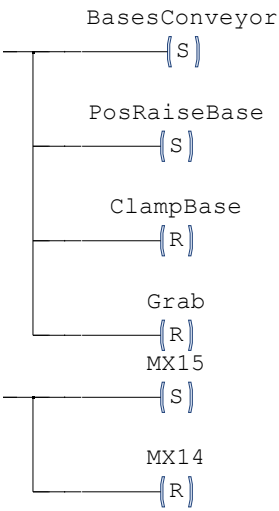 BasesConveyor
S
PosRaiseBase
S
ClampBase
R
Grab
R
MX15
S
MX14
R